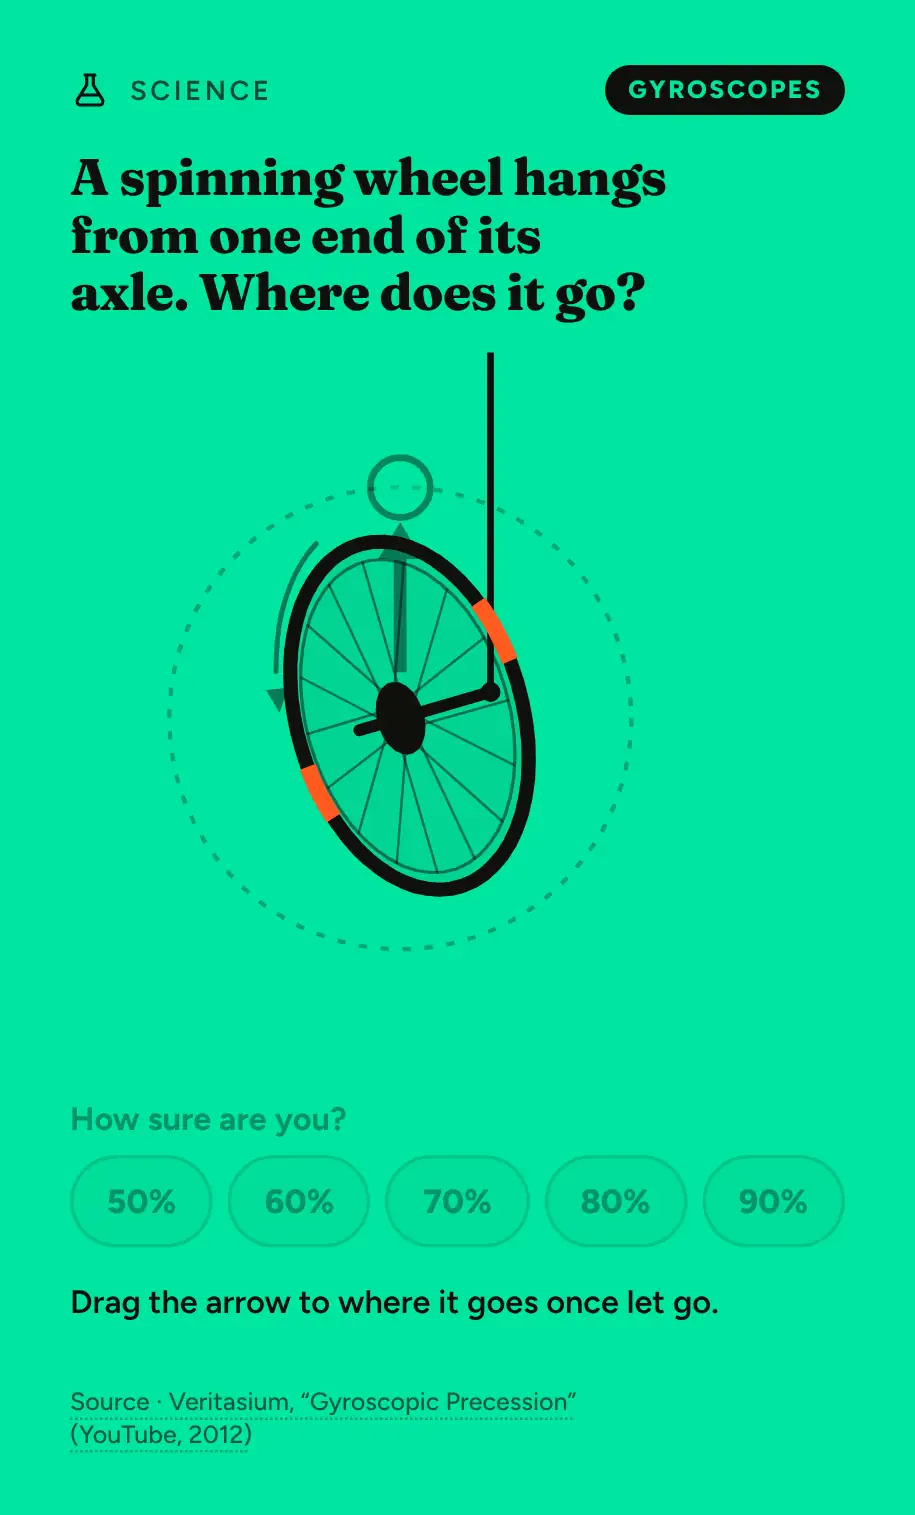 SCIENCE
GYROSCOPES
A spinning wheel hangs
from one end of its
axle. Where does it go?
How sure are you?
50% 60% 70% 80% 90%
Drag the arrow to where it goes once let go.
Source · Veritasium, “Gyroscopic Precession”
(YouTube, 2012)